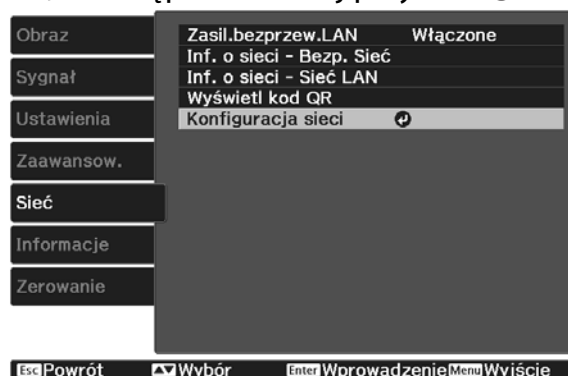 Obraz
Sygnał
Ustawienia
Zaawansow.
Sieć
Informacje
Zerowanie
Zasil.bezprzew.LAN Włączone
Inf. o sieci - Bezp. Sieć
Inf. o sieci - Sieć LAN
Wyświetl kod QR
Konfiguracja sieci
Esc Powrót Wybór Enter Wprowadzenie Menu Wyjście